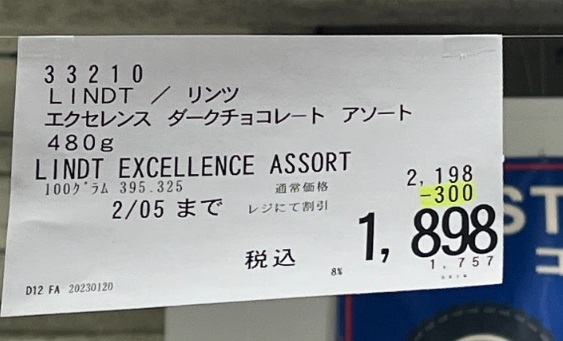 33210
LINDT / リンツ
エクセレンス ダークチョコレート アソート
480g
LINDT EXCELLENCE ASSORT
100グラム 395.325 通常価格 2,198
2/05 まで レジにて割引 -300
税込 1,898
8% 1,757
D12 FA 20230120
ST
コ